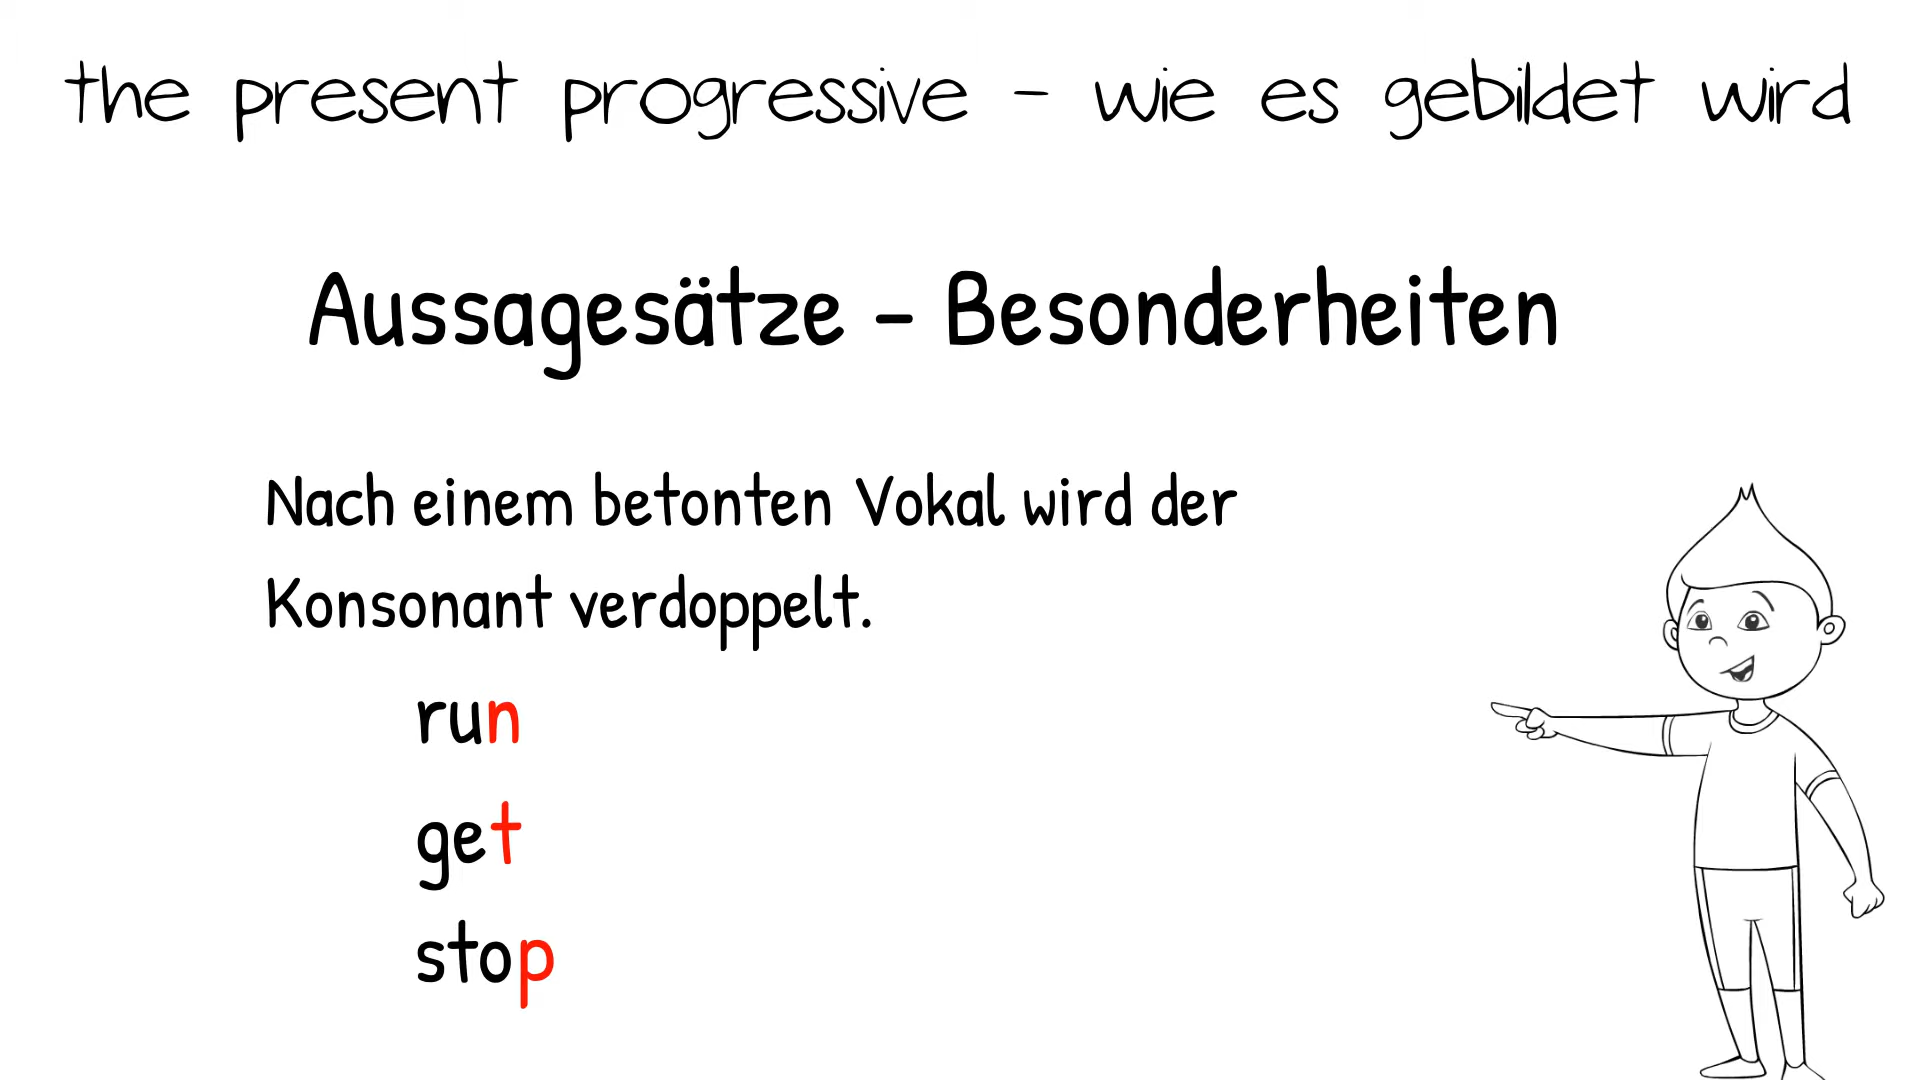 the present progressive - wie es gebildet wird
Aussagesätze - Besonderheiten
Nach einem betonten Vokal wird der
Konsonant verdoppelt.
run
get
stop